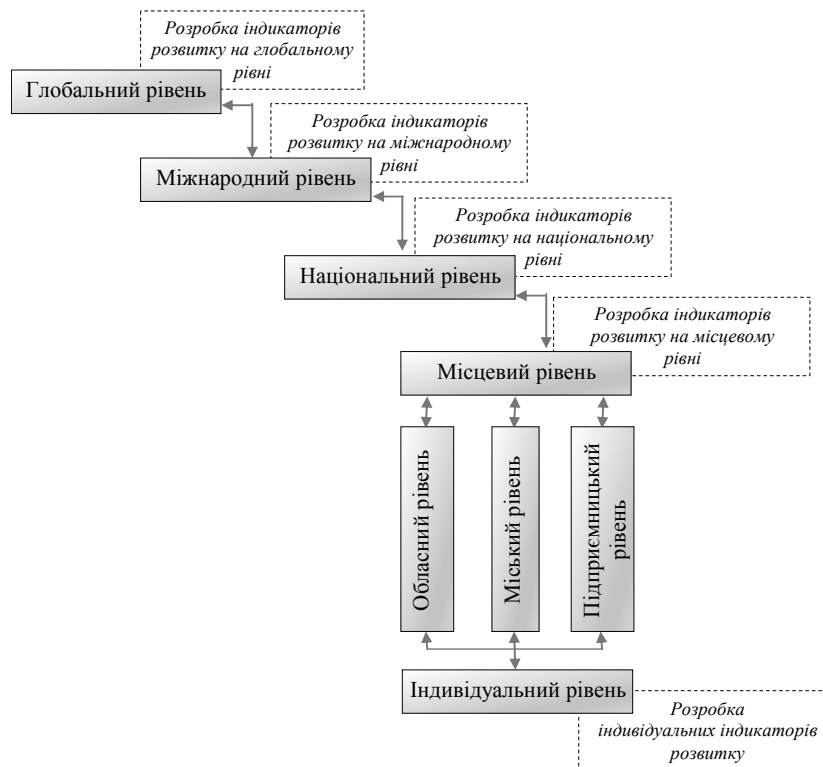 Розробка індикаторів
розвитку на глобальному
рівні
Глобальний рівень
Розробка індикаторів
розвитку на міжнародному
рівні
Міжнародний рівень
Розробка індикаторів
розвитку на національному
рівні
Національний рівень
Розробка індикаторів
розвитку на місцевому
рівні
Місцевий рівень
Обласний рівень
Міський рівень
Підприємницький
рівень
Індивідуальний рівень
Розробка
індивідуальних індикаторів
розвитку